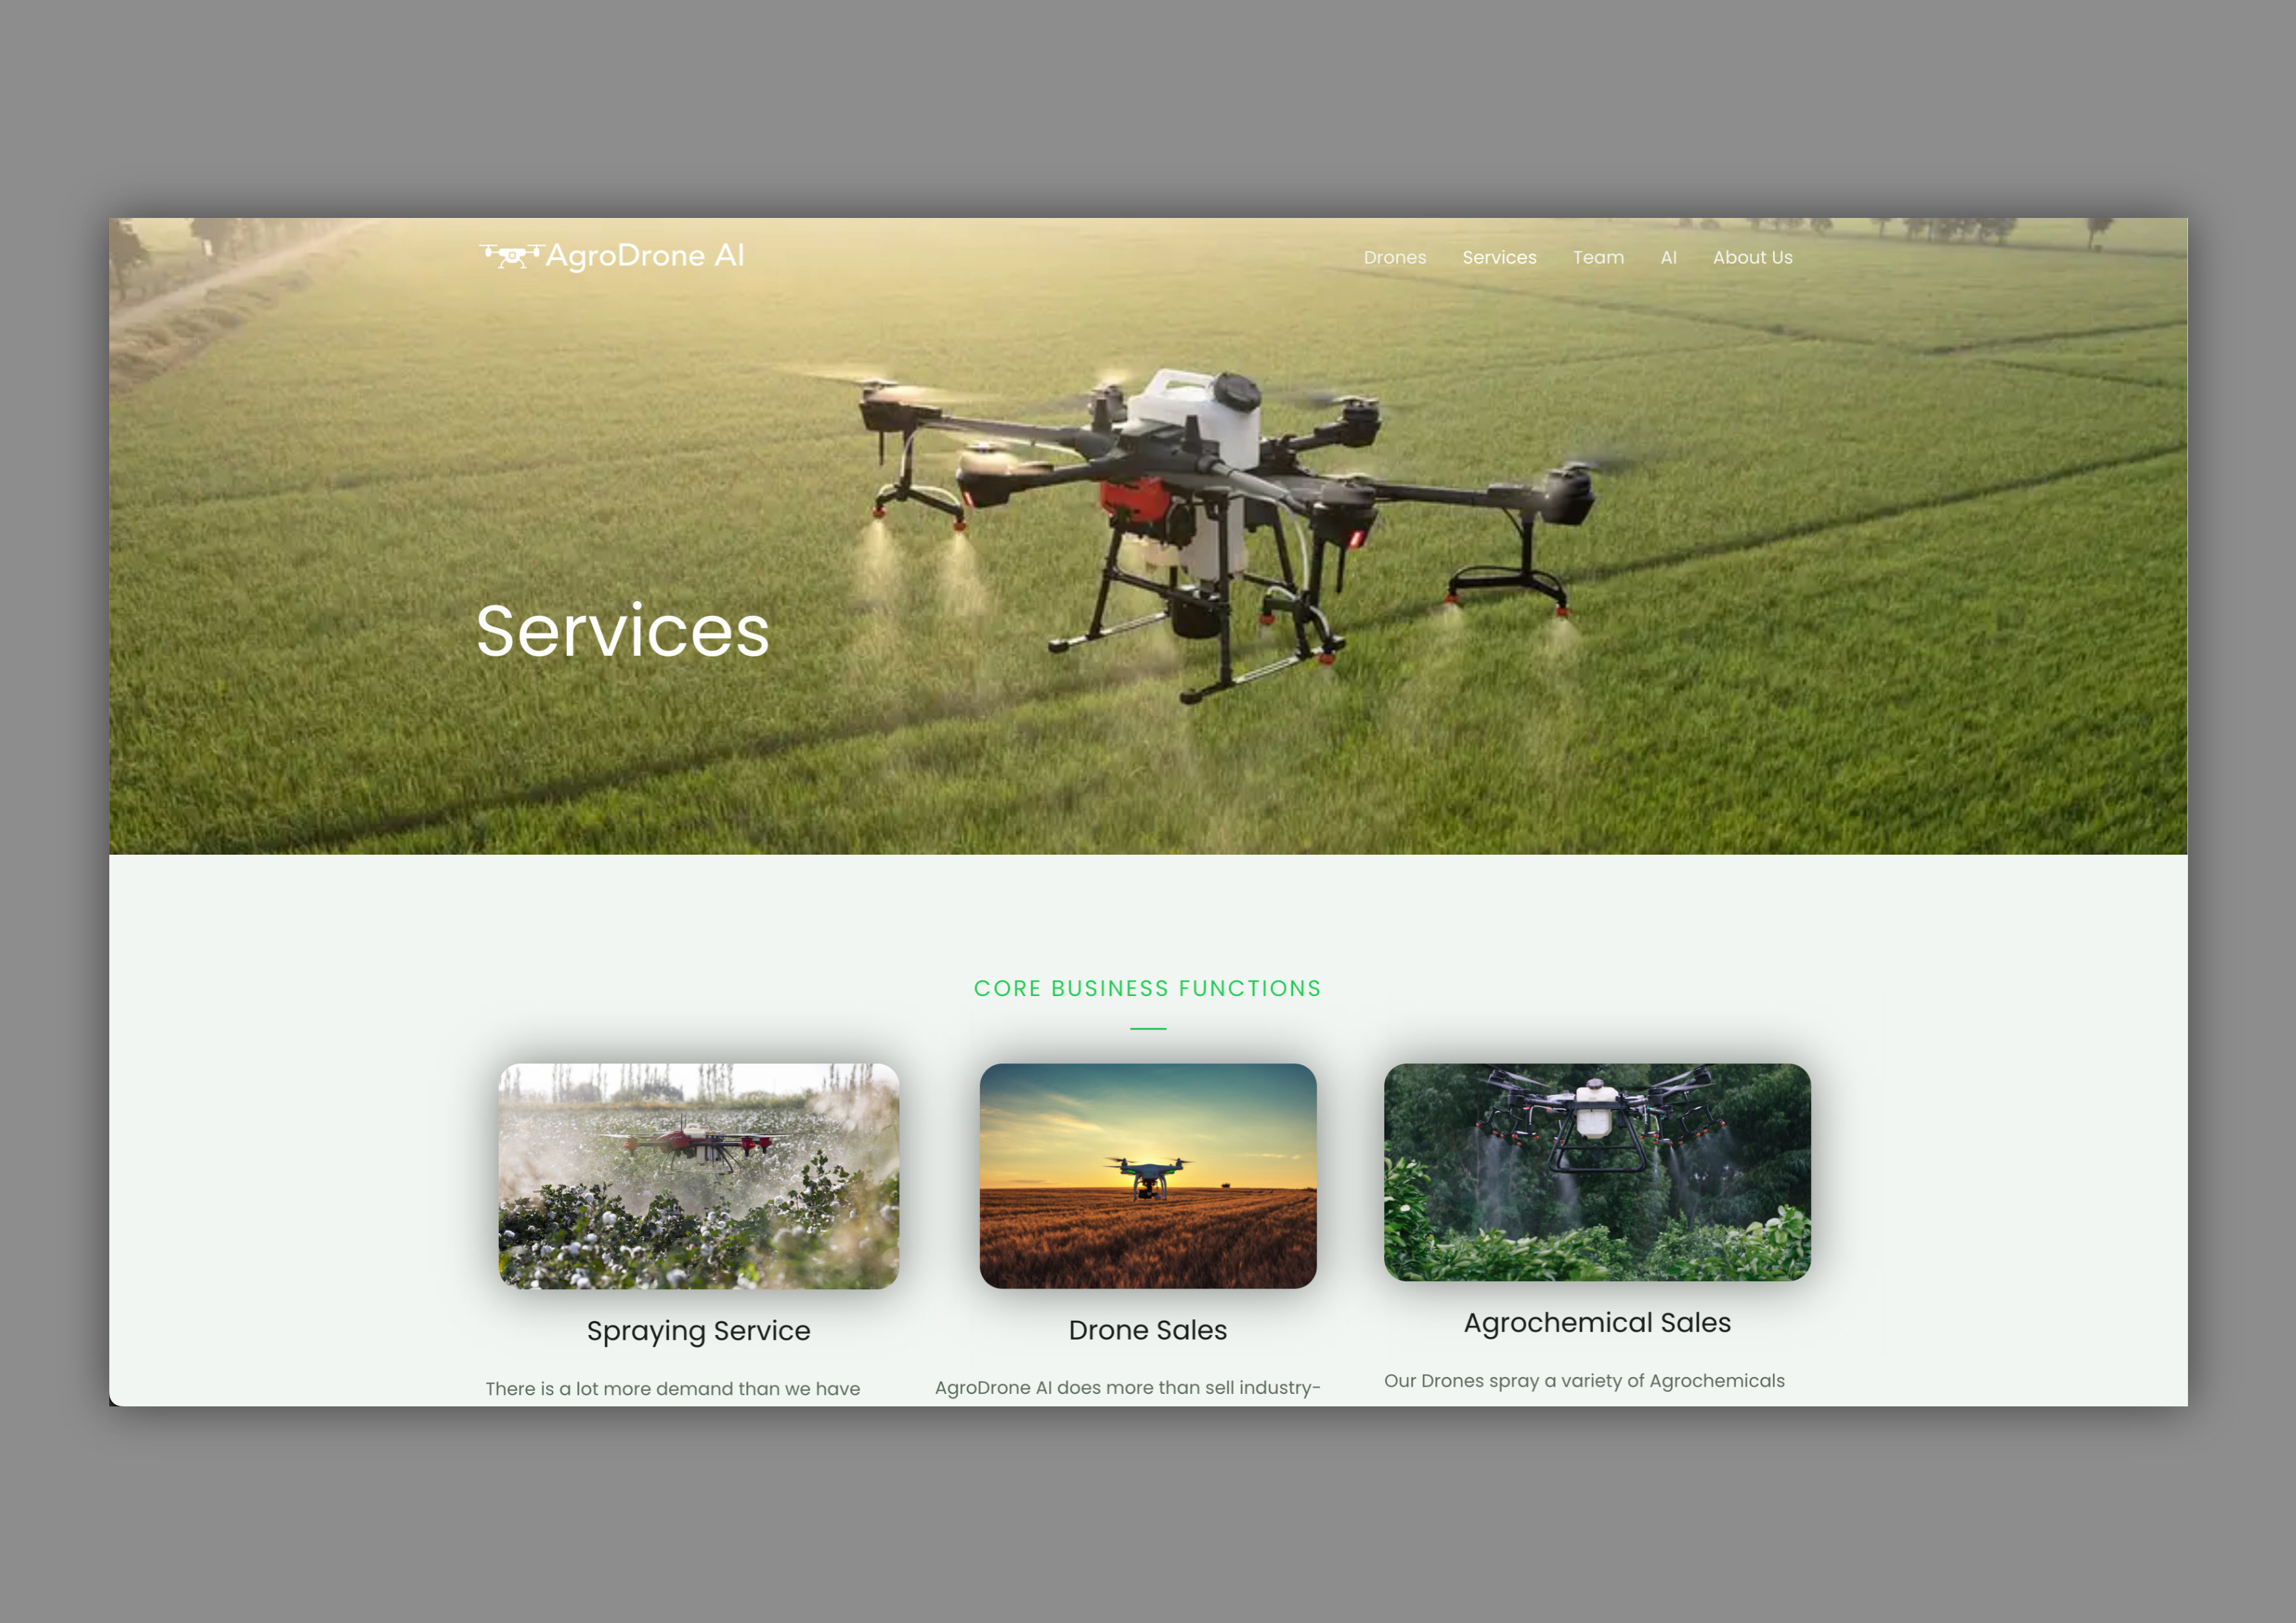 AgroDrone AI
Drones Services Team AI About Us
Services
CORE BUSINESS FUNCTIONS
Spraying Service
There is a lot more demand than we have
Drone Sales
AgroDrone AI does more than sell industry-
Agrochemical Sales
Our Drones spray a variety of Agrochemicals